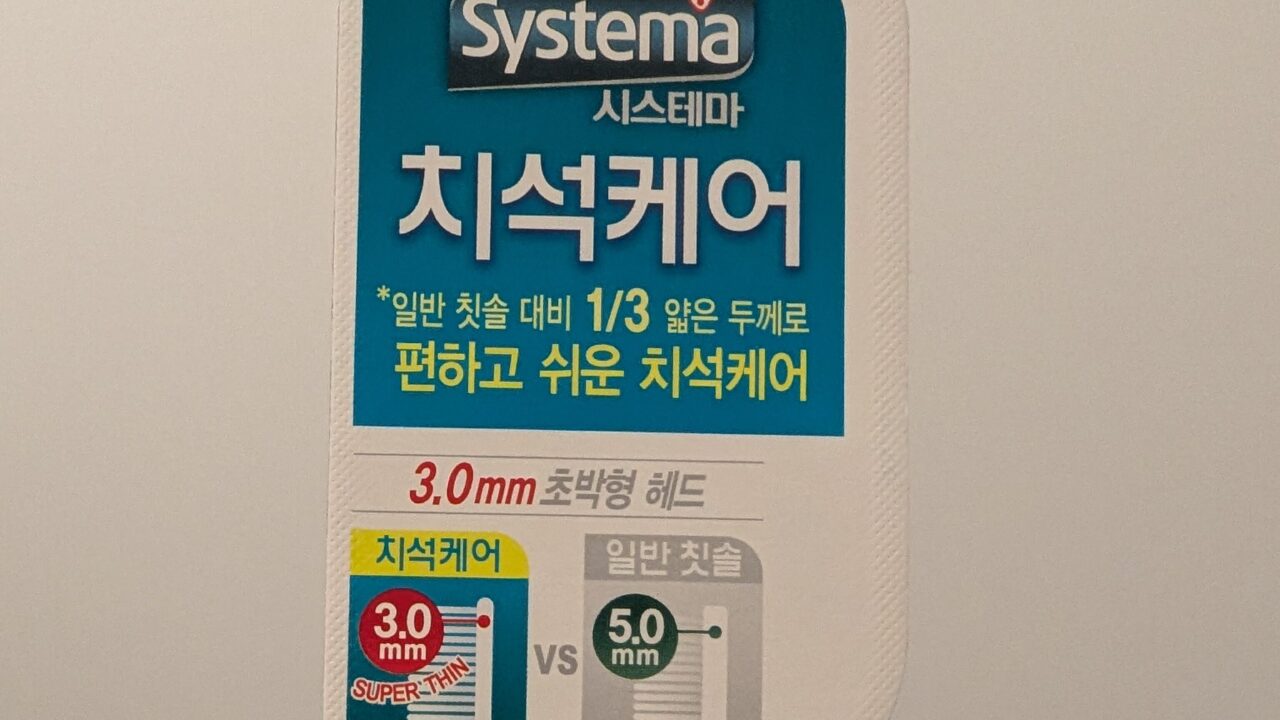 Systema
시스테마
치석케어
*일반 칫솔 대비 1/3 얇은 두께로
편하고 쉬운 치석케어
3.0mm 초박형 헤드
치석케어
3.0 mm
SUPER THIN
VS
일반 칫솔
5.0 mm